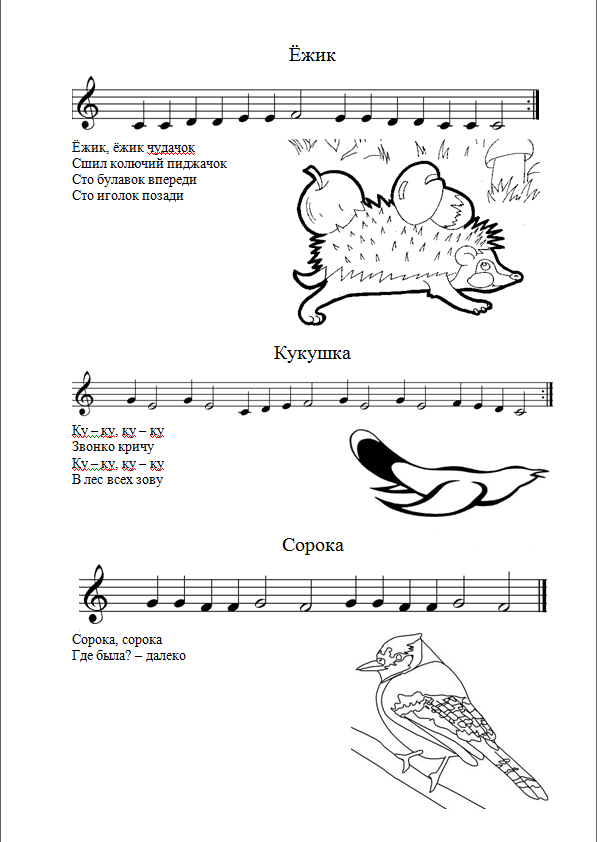 Ёжик
Ёжик, ёжик чудачок
Сшил колючий пиджачок
Сто булавок впереди
Сто иголок позади
Кукушка
Ку – ку, ку – ку
Звонко кричу
Ку – ку, ку – ку
В лес всех зову
Сорока
Сорока, сорока
Где была? – далеко